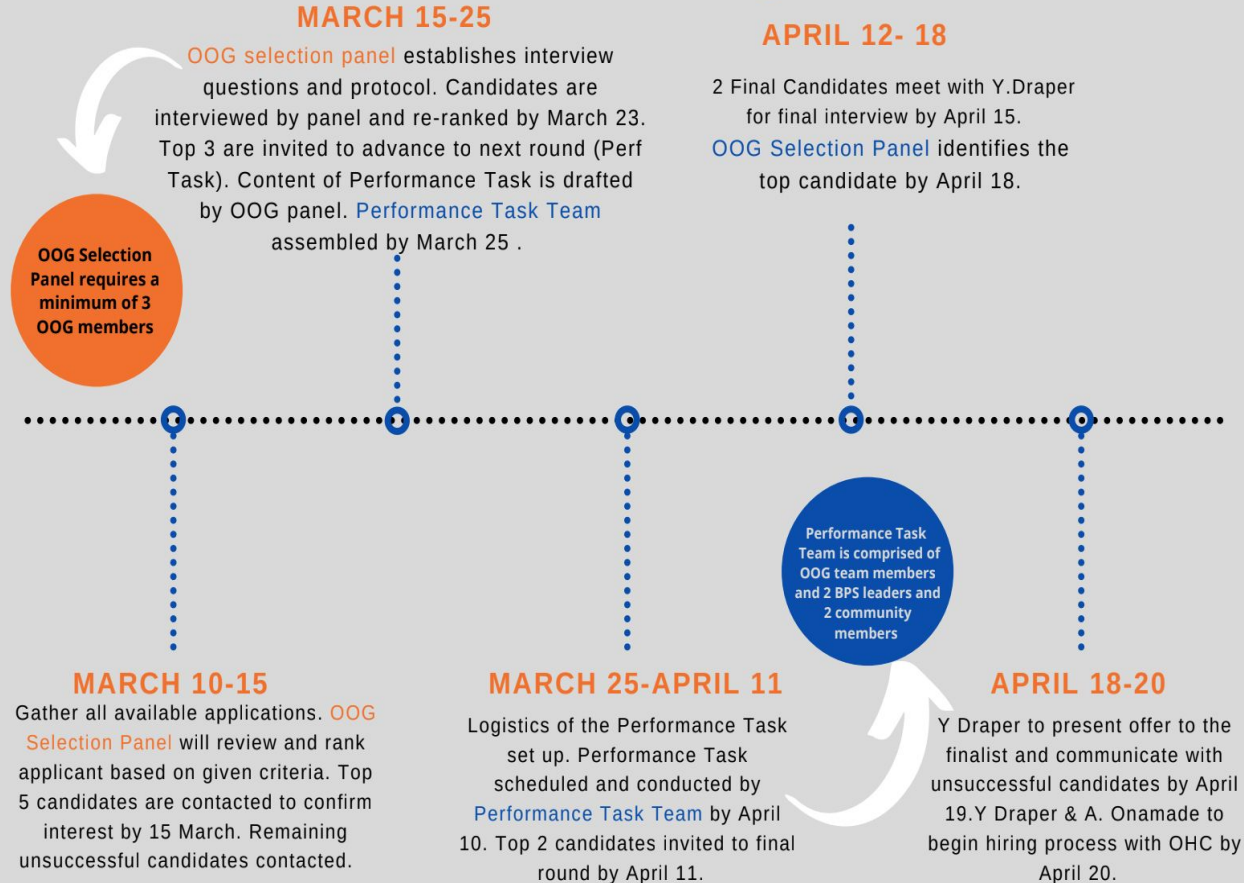 MARCH 15-25
OOG selection panel establishes interview
questions and protocol. Candidates are
interviewed by panel and re-ranked by March 23.
Top 3 are invited to advance to next round (Perf
Task). Content of Performance Task is drafted
by OOG panel. Performance Task Team
assembled by March 25 .
APRIL 12- 18
2 Final Candidates meet with Y.Draper
for final interview by April 15.
OOG Selection Panel identifies the
top candidate by April 18.
OOG Selection
Panel requires a
minimum of 3
OOG members
Performance Task
Team is comprised of
OOG team members
and 2 BPS leaders and
2 community
members
MARCH 10-15
Gather all available applications. OOG
Selection Panel will review and rank
applicant based on given criteria. Top
5 candidates are contacted to confirm
interest by 15 March. Remaining
unsuccessful candidates contacted.
MARCH 25-APRIL 11
Logistics of the Performance Task
set up. Performance Task
scheduled and conducted by
Performance Task Team by April
10. Top 2 candidates invited to final
round by April 11.
APRIL 18-20
Y Draper to present offer to the
finalist and communicate with
unsuccessful candidates by April
19.Y Draper & A. Onamade to
begin hiring process with OHC by
April 20.